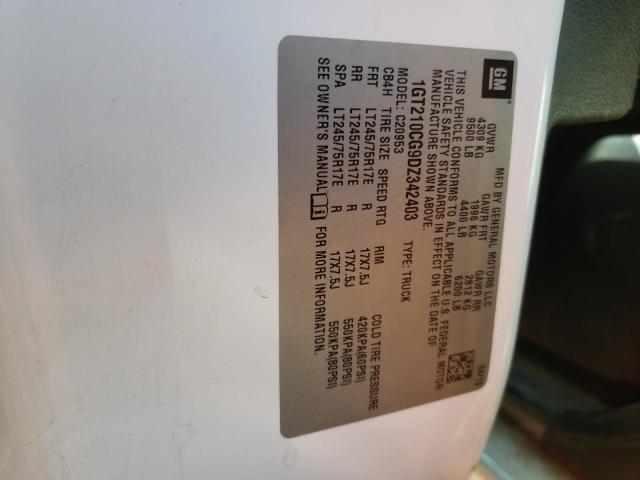 GM
MFD BY GENERAL MOTORS LLC 04/13
GVWR GAWR FRT GAWR RR
4309 KG 1996 KG 2812 KG
9500 LB 4400 LB 6200 LB
THIS VEHICLE CONFORMS TO ALL APPLICABLE U.S. FEDERAL MOTOR
VEHICLE SAFETY STANDARDS IN EFFECT ON THE DATE OF
MANUFACTURE SHOWN ABOVE.
1GT210CG9DZ342403 TYPE: TRUCK
MODEL: C20953
CB4H TIRE SIZE SPEED RTG RIM COLD TIRE PRESSURE
FRT LT245/75R17E R 17X7.5J 420KPA(60PSI)
RR LT245/75R17E R 17X7.5J 550KPA(80PSI)
SPA LT245/75R17E R 17X7.5J 550KPA(80PSI)
SEE OWNER'S MANUAL FOR MORE INFORMATION.